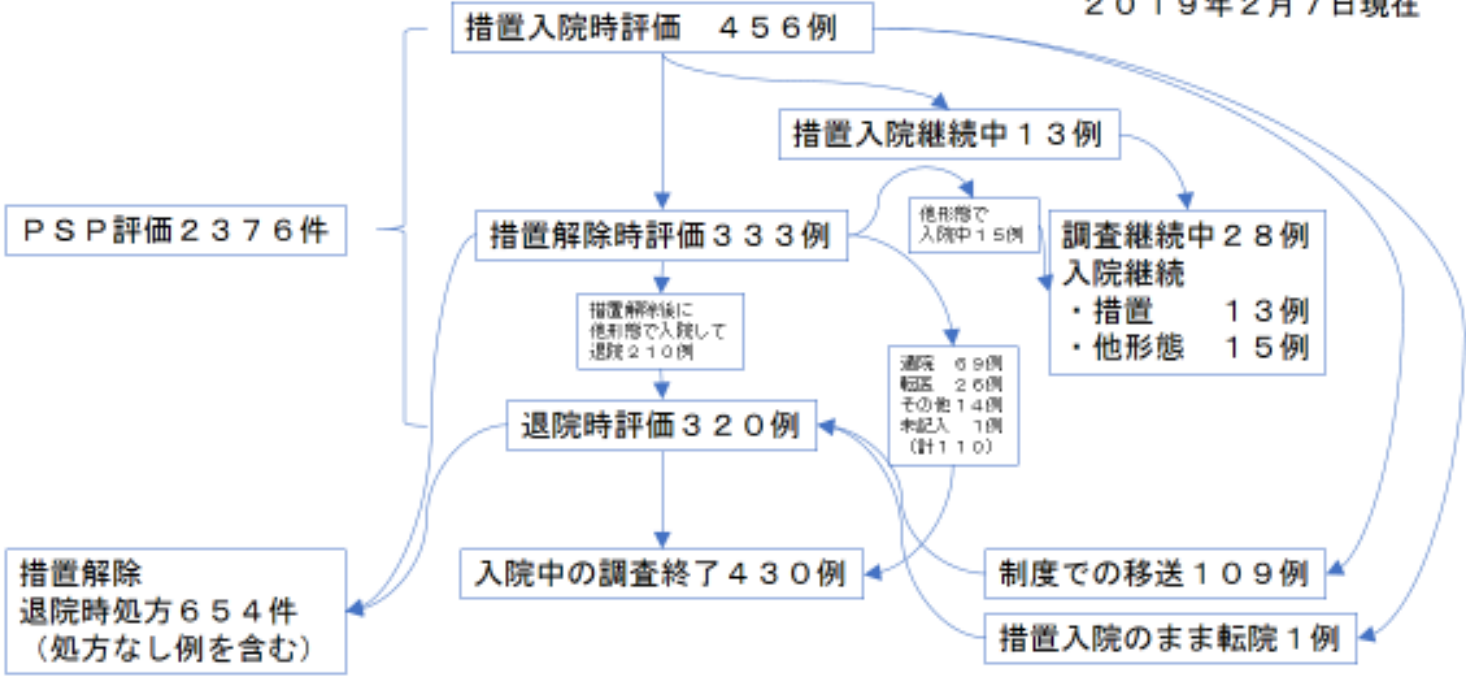 ２０１９年２月７日現在
措置入院時評価　４５６例
措置入院継続中１３例
ＰＳＰ評価２３７６件
措置解除時評価３３３例
他形態で
入院中１５例
調査継続中２８例
入院継続
・措置　　１３例
・他形態　１５例
措置解除後に
他形態で入院して
退院２１０例
通院　６９例
転医　２６例
その他１４例
未記入　１例
（計１１０）
退院時評価３２０例
措置解除
退院時処方６５４件
（処方なし例を含む）
入院中の調査終了４３０例
制度での移送１０９例
措置入院のまま転院１例